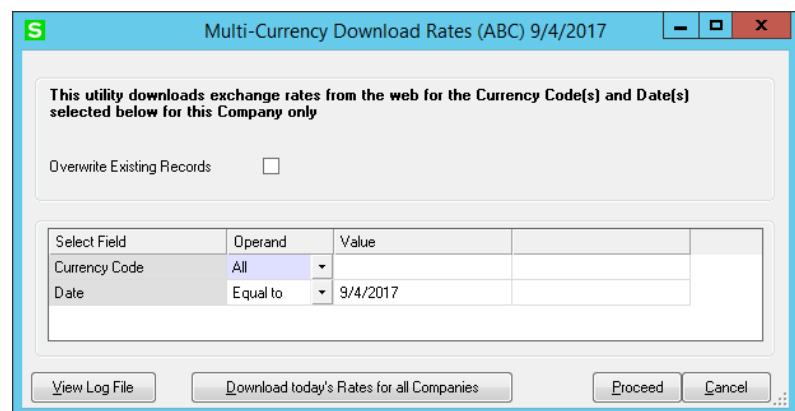 S Multi-Currency Download Rates (ABC) 9/4/2017
This utility downloads exchange rates from the web for the Currency Code(s) and Date(s)
selected below for this Company only
Overwrite Existing Records
Select Field Operand Value
Currency Code All
Date Equal to 9/4/2017
View Log File Download today's Rates for all Companies Proceed Cancel